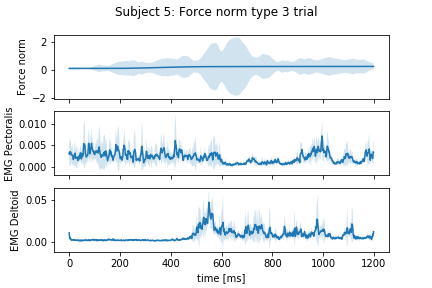 Subject 5: Force norm type 3 trial
Force norm
2
0
−2
EMG Pectoralis
0.010
0.005
0.000
EMG Deltoid
0.05
0.00
0 200 400 600 800 1000 1200
time [ms]